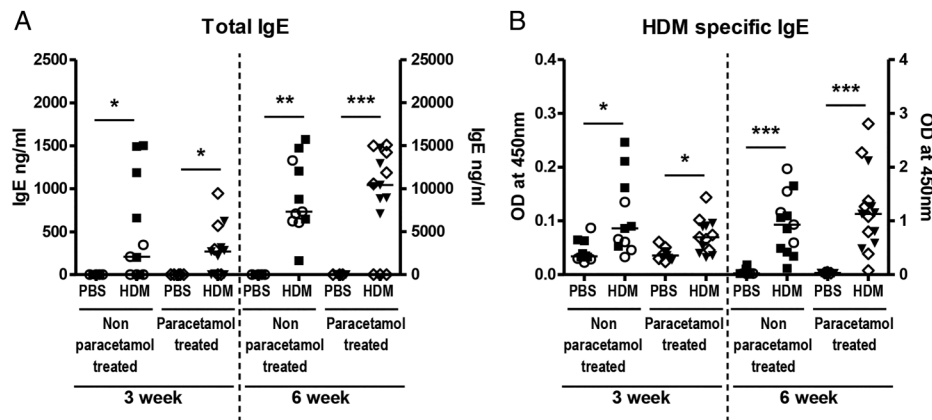 A
Total IgE
IgE ng/ml
2500
2000
1500
1000
500
0
25000
20000
15000
10000
5000
0
IgE ng/ml
*
*
**
***
PBS HDM PBS HDM PBS HDM PBS HDM
Non paracetamol treated
Paracetamol treated
Non paracetamol treated
Paracetamol treated
3 week
6 week
B
HDM specific IgE
OD at 450nm
0.4
0.3
0.2
0.1
0.0
4
3
2
1
0
OD at 450nm
*
*
***
***
PBS HDM PBS HDM PBS HDM PBS HDM
Non paracetamol treated
Paracetamol treated
Non paracetamol treated
Paracetamol treated
3 week
6 week